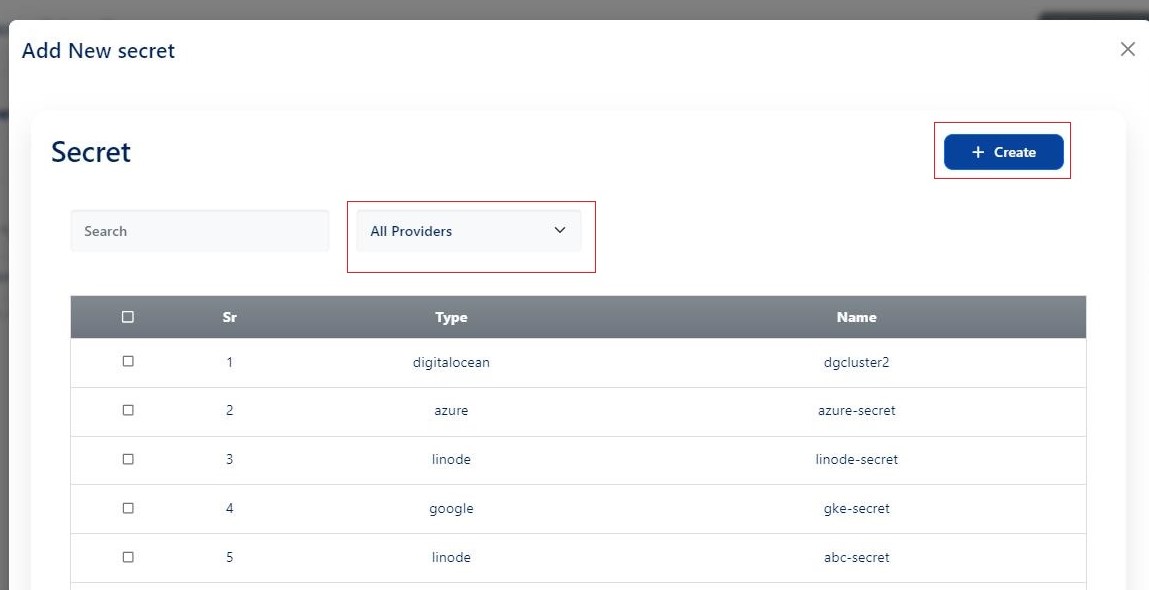 Add New secret
Secret
+ Create
Search
All Providers
Sr Type Name
1 digitalocean dgcluster2
2 azure azure-secret
3 linode linode-secret
4 google gke-secret
5 linode abc-secret